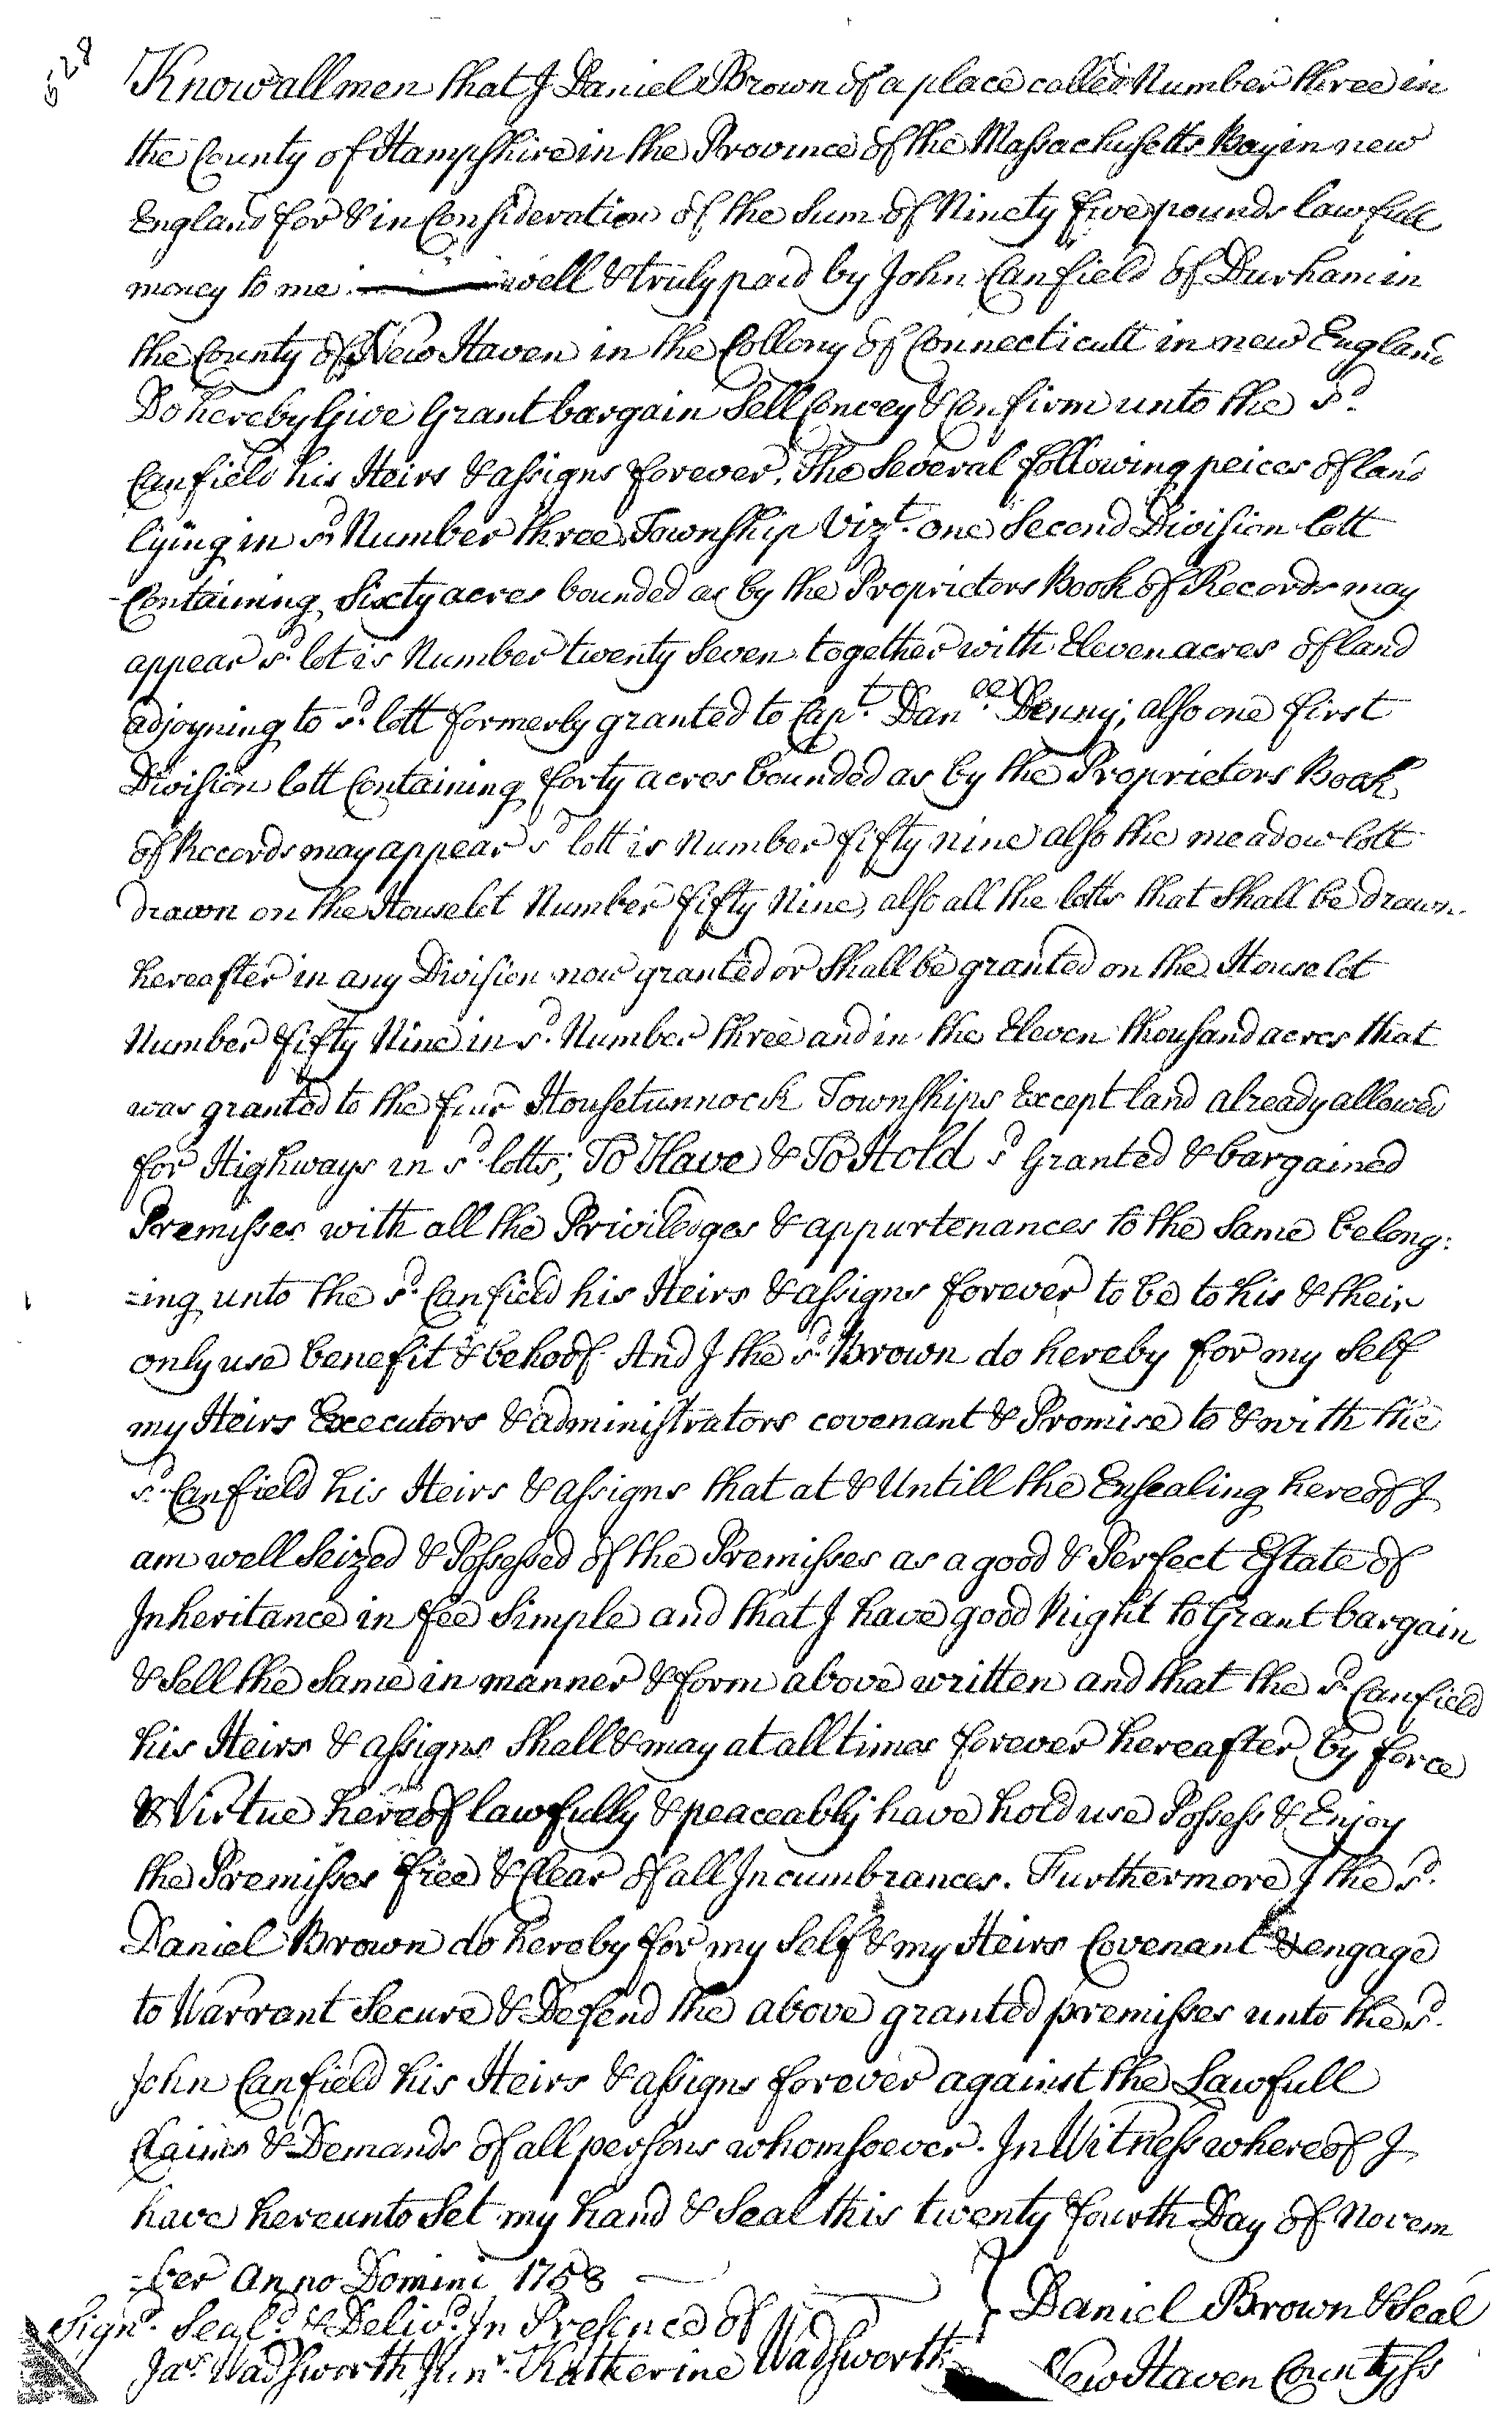 528
Know all men that I Daniel Brown of a place called Number three in
the County of Hampshire in the Province of the Massachusetts Bay in new
England for & in Consideration of the Sum of Ninety five pounds lawfull
money to me well & truly paid by John Canfield of Durham in
the County of New Haven in the Collony of Connecticutt in new England
Do hereby Give Grant bargain Sell Convey & Confirm unto the sd.
Canfield his Heirs & assigns forever, The Several following peices of land
lying in sd. Number three Township Vizt. one Second Division lott
Containing Sixty acres bounded as by the Proprietors Book of Records may
appear sd. lot is Number twenty Seven together with Eleven acres of land
adjoyning to sd. lott formerly granted to Capt. Danll. Denny; also one first
Division lott Containing forty acres bounded as by the Proprietors Book
of Records may appear sd lott is Number fifty nine also the meadow lott
drawn on the House lot Number fifty Nine, also all the lotts that Shall be drawn
hereafter in any Division now granted or Shall be granted on the House lot
Number fifty Nine in sd. Number three and in the Eleven thousand acres that
was granted to the four Housetunnock Townships Except land already allowed
for Highways in sd. lotts; To Have & To Hold sd Granted & bargained
Premisses with all the Priviledges & appurtenances to the Same belong:
=ing unto the sd. Canfield his Heirs & assigns forever to be to his & their
only use benefit & behoof And I the sd. Brown do hereby for my Self
my Heirs Executors & administrators covenant & Promise to & with the
sd. Canfield his Heirs & assigns that at & Untill the Ensealing hereof I
am well Seized & Possessed of the Premisses as a good & Perfect Estate of
Inheritance in fee Simple and that I have good Right to Grant bargain
& Sell the Same in manner & form above written and that the sd. Canfield
his Heirs & assigns Shall & may at all times forever hereafter by force
& Virtue hereof lawfully & peaceably have hold use Possess & Enjoy
the Premisses free & Clear of all Incumbrances. Furthermore I the sd.
Daniel Brown do hereby for my Self & my Heirs Covenant & engage
to Warrant Secure & Defend the above granted premisses unto the sd.
John Canfield his Heirs & assigns forever against the Lawfull
Claims & Demands of all persons whomsoever. In Witness whereof I
have hereunto Set my hand & Seal this twenty fourth Day of Novem
=ber Anno Domini 1758
Signd. Seald. & Delivd. In Presence of Daniel Brown & Seal
Jas. Wadsworth Junr. Katherine Wadsworth New Haven County ss